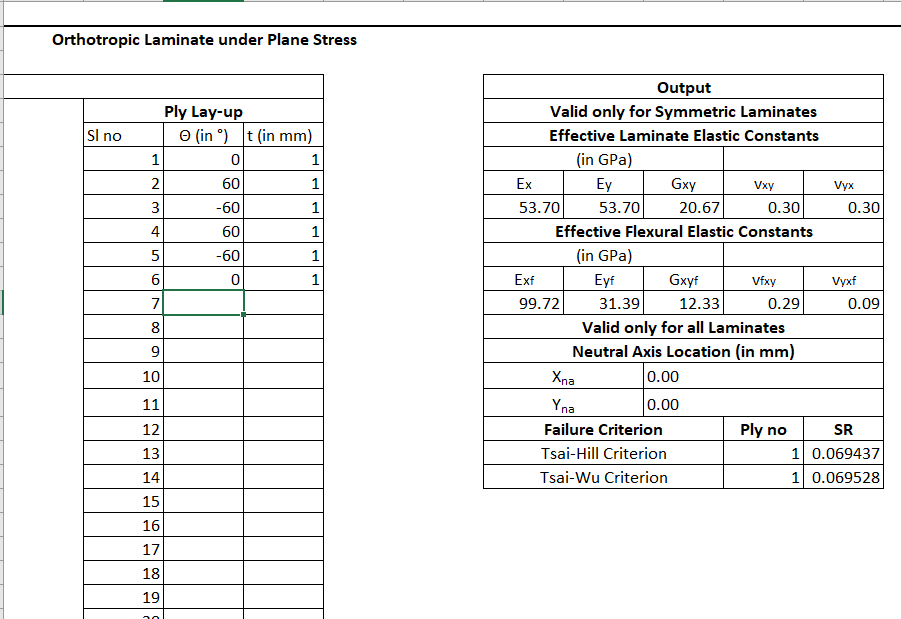 Orthotropic Laminate under Plane Stress
Ply Lay-up
Sl no Θ (in °) t (in mm)
1 0 1
2 60 1
3 -60 1
4 60 1
5 -60 1
6 0 1
7
8
9
10
11
12
13
14
15
16
17
18
19
Output
Valid only for Symmetric Laminates
Effective Laminate Elastic Constants
(in GPa)
Ex Ey Gxy νxy νyx
53.70 53.70 20.67 0.30 0.30
Effective Flexural Elastic Constants
(in GPa)
Exf Eyf Gxyf νfxy νyxf
99.72 31.39 12.33 0.29 0.09
Valid only for all Laminates
Neutral Axis Location (in mm)
Xna 0.00
Yna 0.00
Failure Criterion Ply no SR
Tsai-Hill Criterion 1 0.069437
Tsai-Wu Criterion 1 0.069528